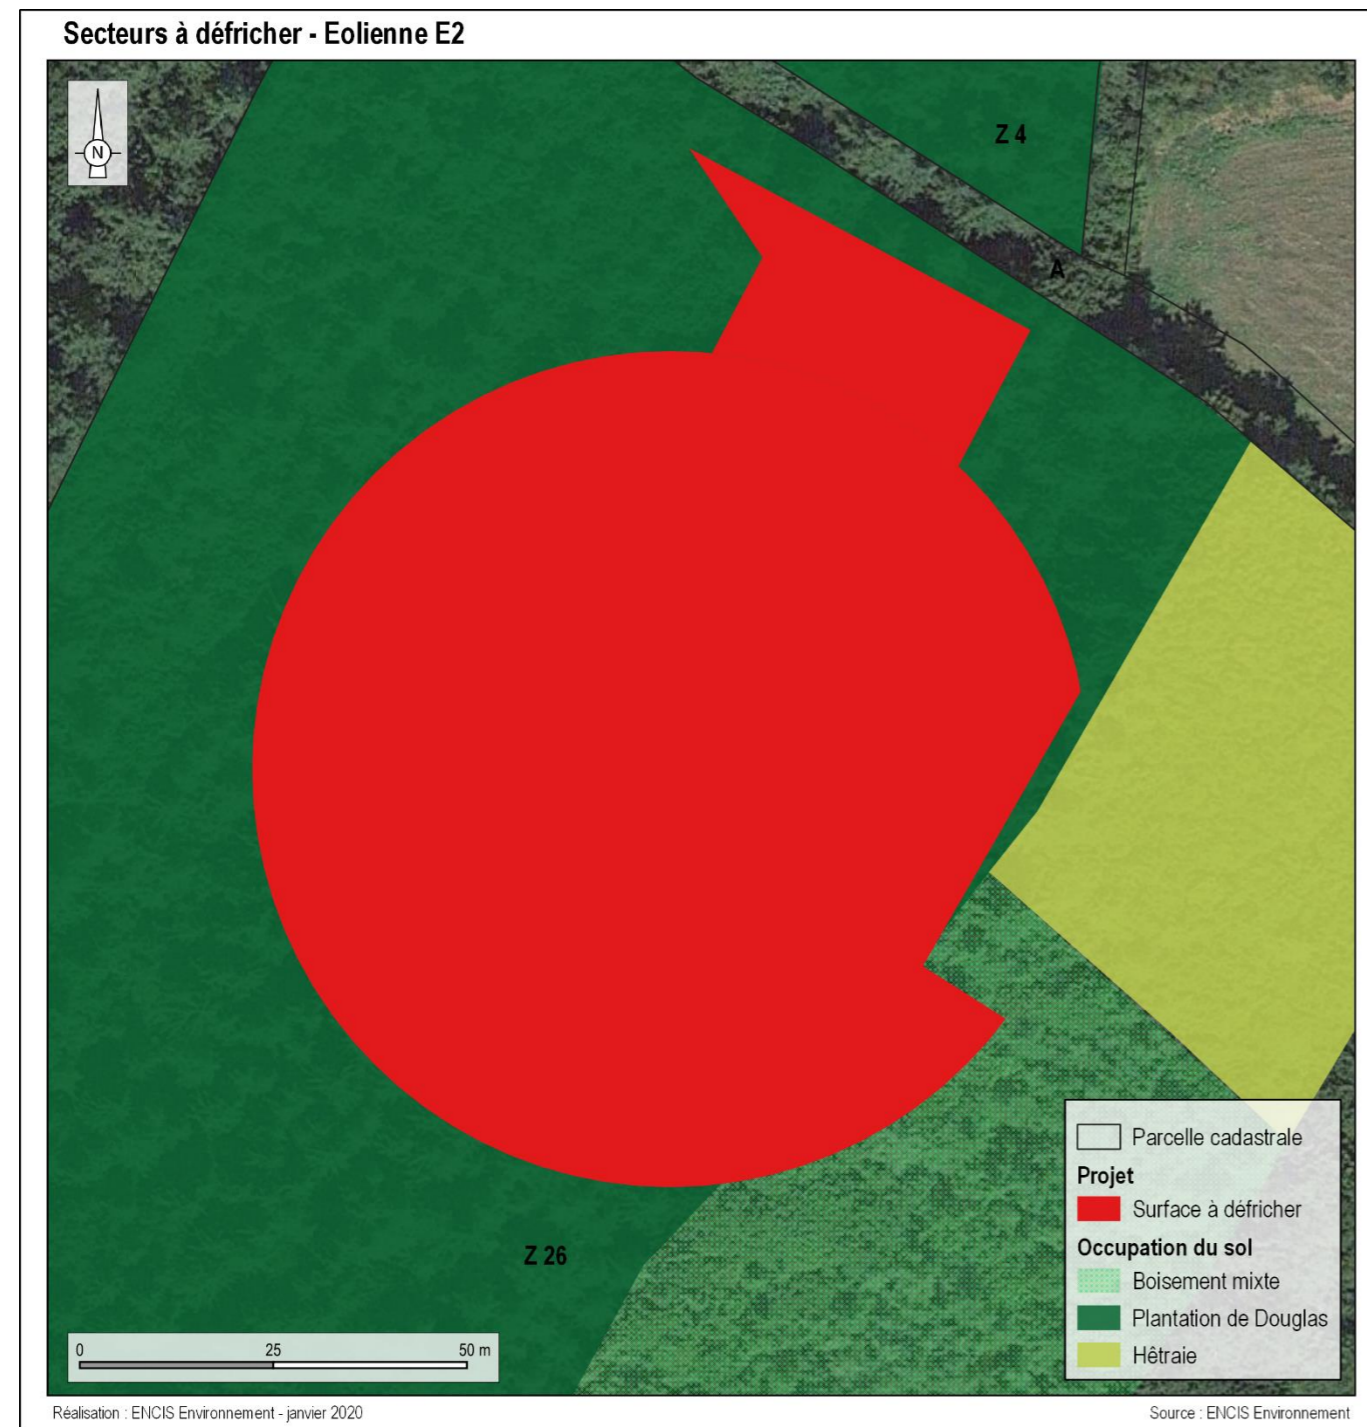 Secteurs à défricher - Eolienne E2
N
Z 4
A
Z 26
Parcelle cadastrale
Projet
Surface à défricher
Occupation du sol
Boisement mixte
Plantation de Douglas
Hêtraie
0 25 50 m
Réalisation : ENCIS Environnement - janvier 2020
Source : ENCIS Environnement